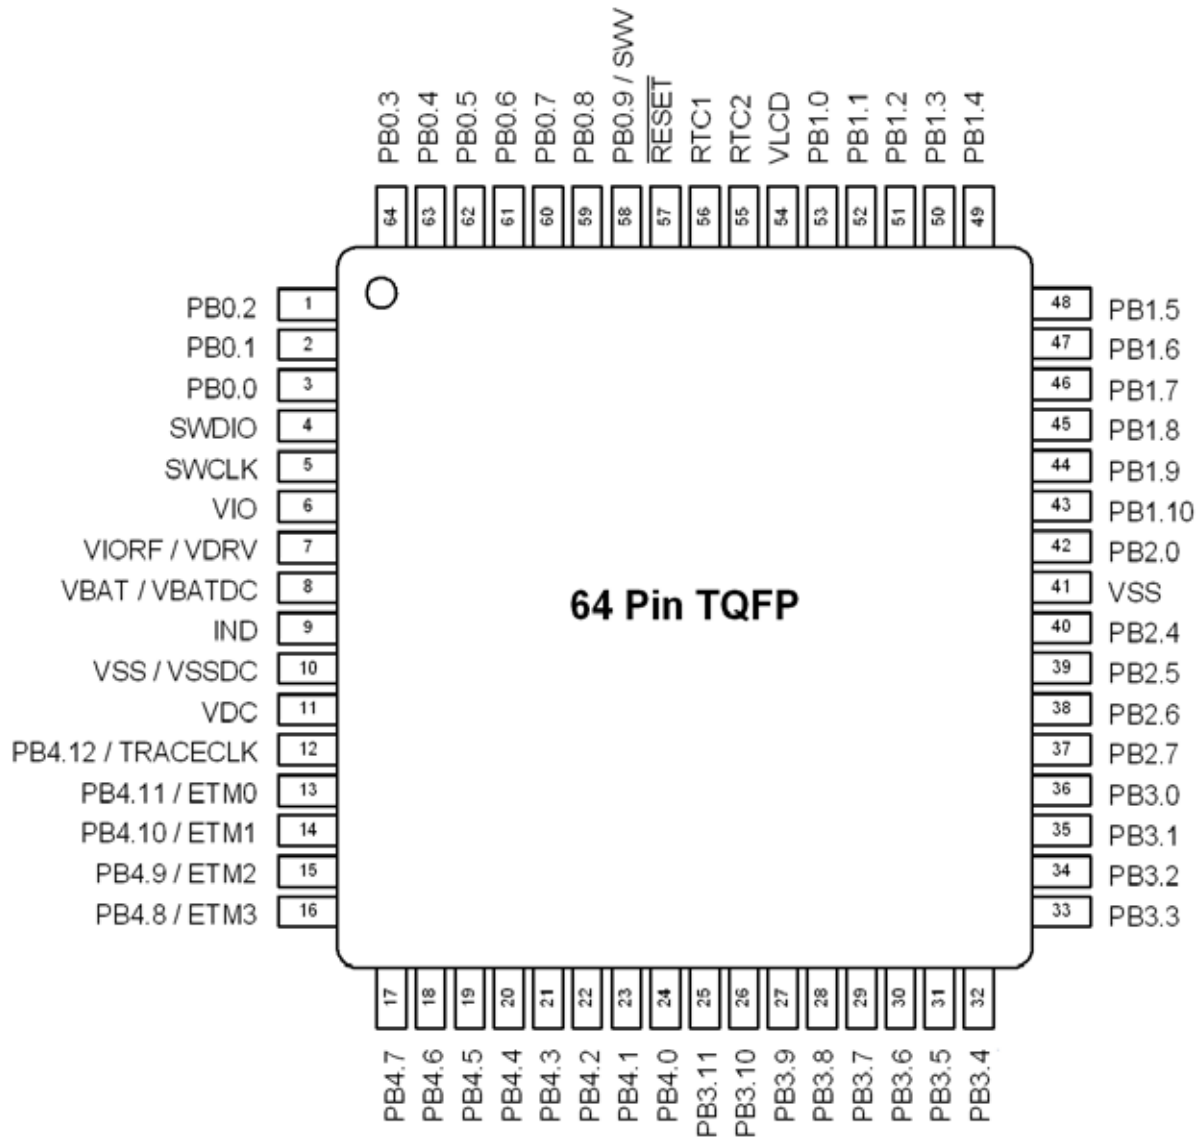 PB0.3
PB0.4
PB0.5
PB0.6
PB0.7
PB0.8
PB0.9 / SWV
RESET
RTC1
RTC2
VLCD
PB1.0
PB1.1
PB1.2
PB1.3
PB1.4
64
63
62
61
60
59
58
57
56
55
54
53
52
51
50
49
PB0.2 1
PB0.1 2
PB0.0 3
SWDIO 4
SWCLK 5
VIO 6
VIORF / VDRV 7
VBAT / VBATDC 8
IND 9
VSS / VSSDC 10
VDC 11
PB4.12 / TRACECLK 12
PB4.11 / ETM0 13
PB4.10 / ETM1 14
PB4.9 / ETM2 15
PB4.8 / ETM3 16
64 Pin TQFP
48 PB1.5
47 PB1.6
46 PB1.7
45 PB1.8
44 PB1.9
43 PB1.10
42 PB2.0
41 VSS
40 PB2.4
39 PB2.5
38 PB2.6
37 PB2.7
36 PB3.0
35 PB3.1
34 PB3.2
33 PB3.3
17
18
19
20
21
22
23
24
25
26
27
28
29
30
31
32
PB4.7
PB4.6
PB4.5
PB4.4
PB4.3
PB4.2
PB4.1
PB4.0
PB3.11
PB3.10
PB3.9
PB3.8
PB3.7
PB3.6
PB3.5
PB3.4